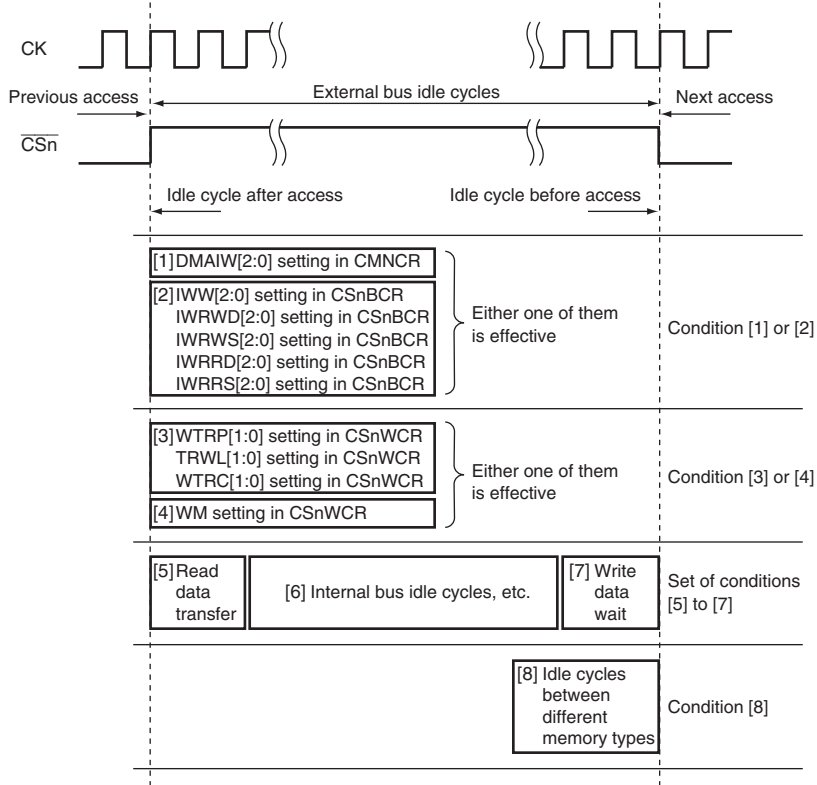 CK
Previous access
External bus idle cycles
Next access
CSn
Idle cycle after access
Idle cycle before access
[1] DMAIW[2:0] setting in CMNCR
[2] IWW[2:0] setting in CSnBCR
IWRWD[2:0] setting in CSnBCR
IWRWS[2:0] setting in CSnBCR
IWRRD[2:0] setting in CSnBCR
IWRRS[2:0] setting in CSnBCR
Either one of them
is effective
Condition [1] or [2]
[3] WTRP[1:0] setting in CSnWCR
TRWL[1:0] setting in CSnWCR
WTRC[1:0] setting in CSnWCR
[4] WM setting in CSnWCR
Either one of them
is effective
Condition [3] or [4]
[5] Read
data
transfer
[6] Internal bus idle cycles, etc.
[7] Write
data
wait
Set of conditions
[5] to [7]
[8] Idle cycles
between
different
memory types
Condition [8]